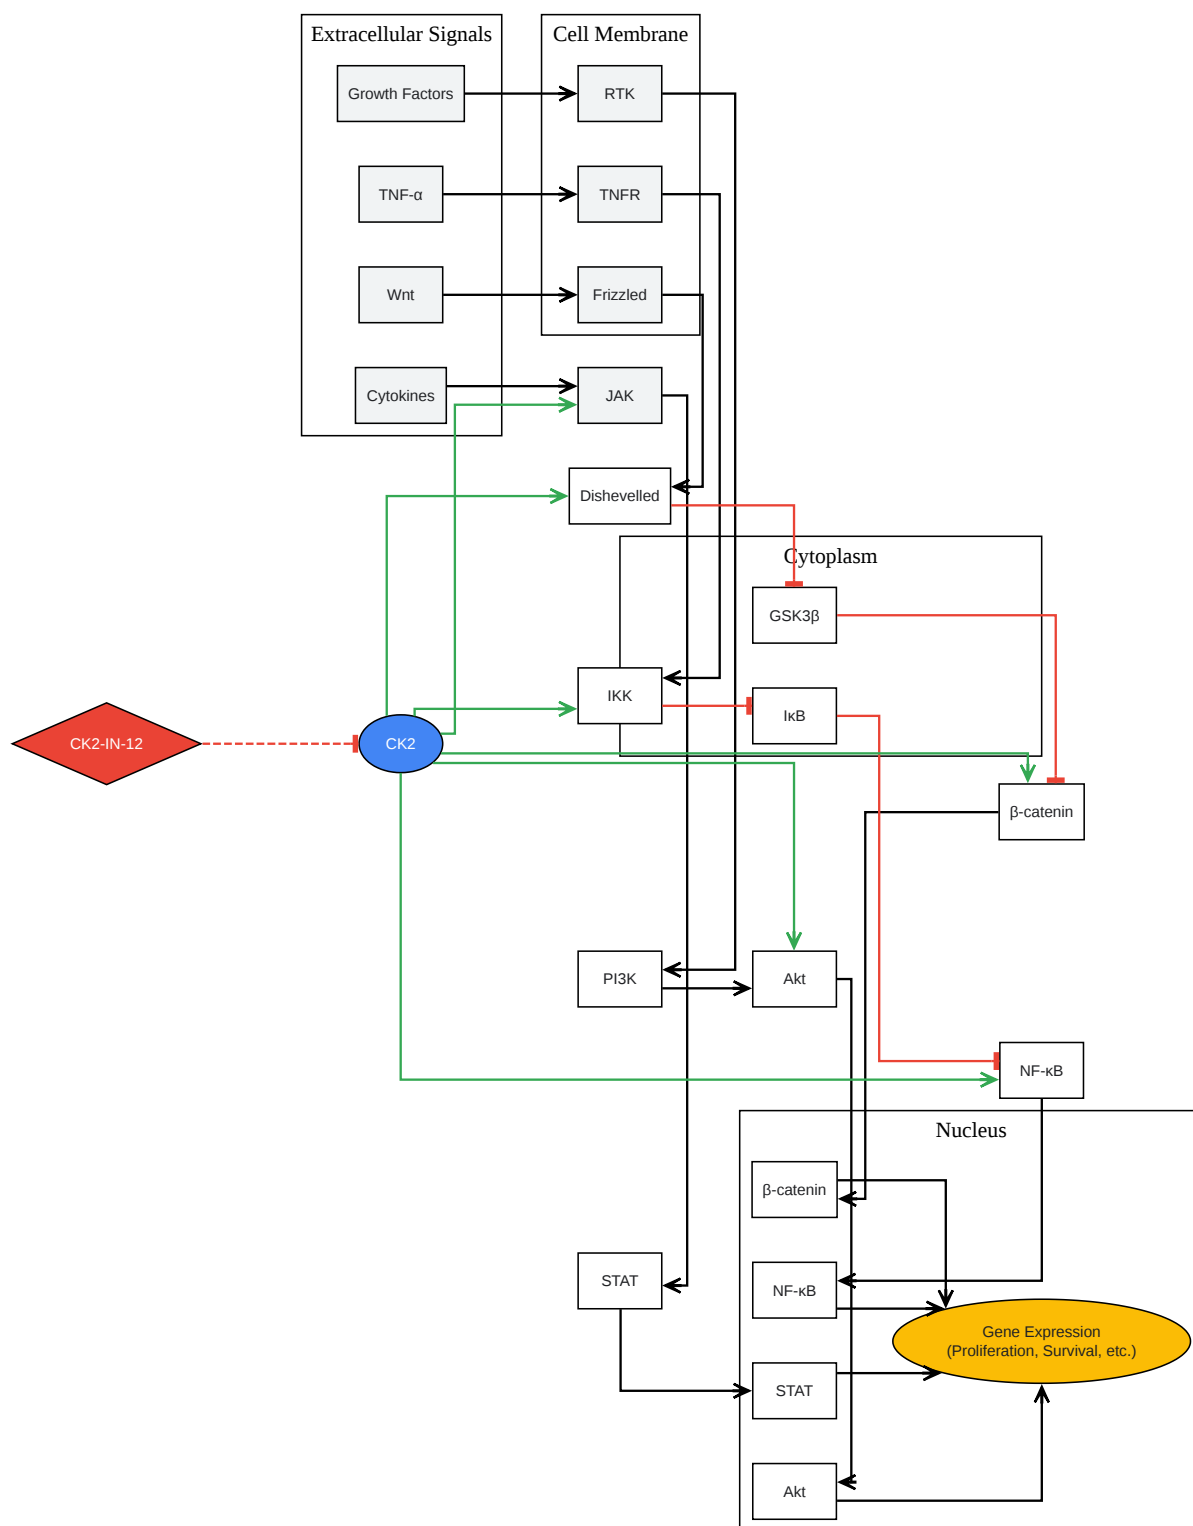 Extracellular Signals
Cell Membrane
Growth Factors
RTK
TNF-α
TNFR
Wnt
Frizzled
Cytokines
JAK
Dishevelled
Cytoplasm
GSK3β
IKK
IκB
CK2-IN-12
CK2
β-catenin
PI3K
Akt
NF-κB
Nucleus
β-catenin
STAT
NF-κB
Gene Expression
(Proliferation, Survival, etc.)
STAT
Akt